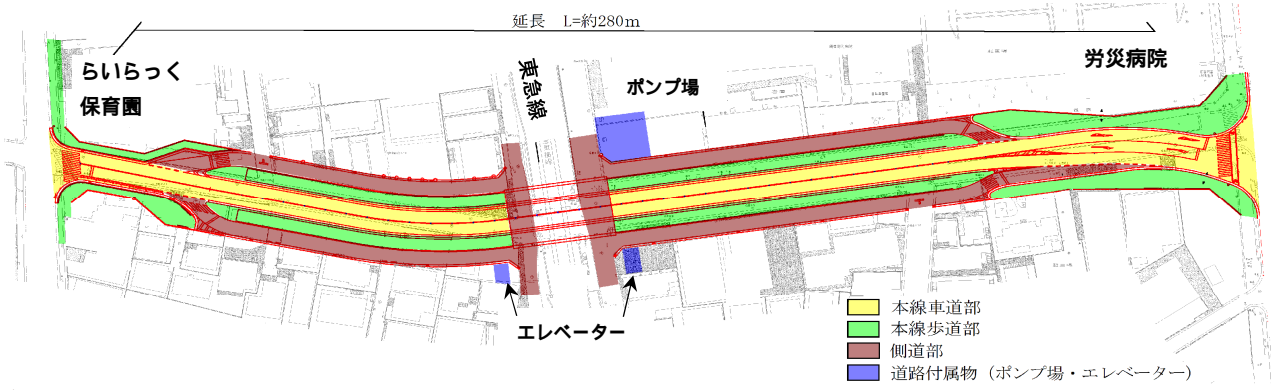 延長 L=約280m
らいらっく
保育園
東急線
ポンプ場
労災病院
エレベーター
本線車道部
本線歩道部
側道部
道路付属物（ポンプ場・エレベーター）